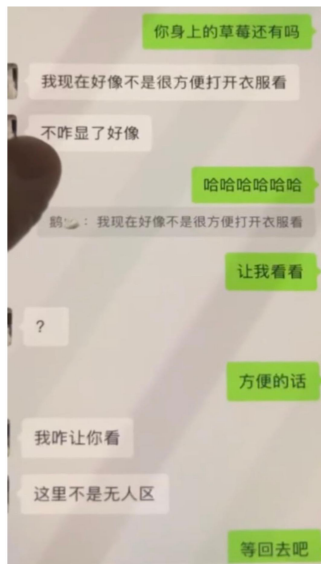 你身上的草莓还有吗
我现在好像不是很方便打开衣服看
不咋显了好像
哈哈哈哈哈哈
鹅🦢：我现在好像不是很方便打开衣服看
让我看看
？
方便的话
我咋让你看
这里不是无人区
等回去吧